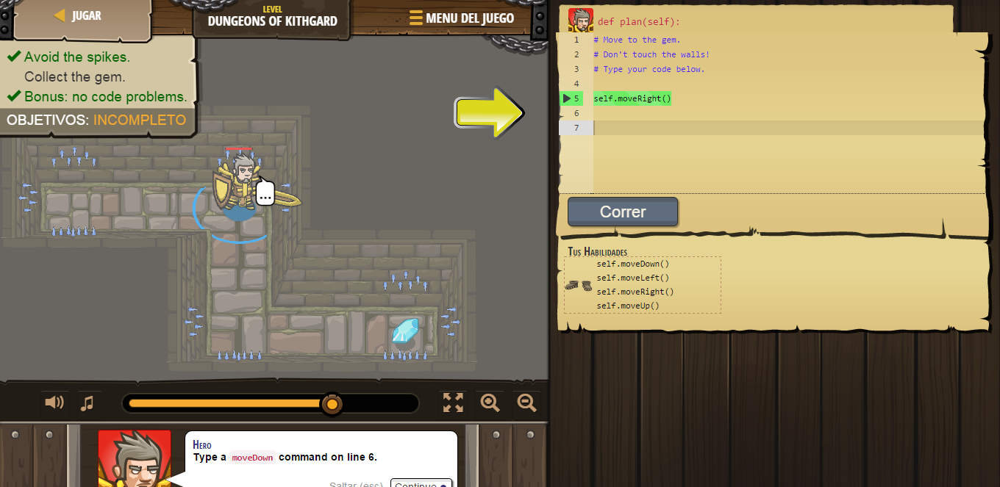 JUGAR
LEVEL
DUNGEONS OF KITHGARD
MENU DEL JUEGO
Avoid the spikes.
Collect the gem.
Bonus: no code problems.
OBJETIVOS: INCOMPLETO
...
def plan(self):
1 # Move to the gem.
2 # Don't touch the walls!
3 # Type your code below.
4
5 self.moveRight()
6
7
Correr
TUS HABILIDADES
self.moveDown()
self.moveLeft()
self.moveRight()
self.moveUp()
HERO
Type a moveDown command on line 6.
Saltar (esc) Continue